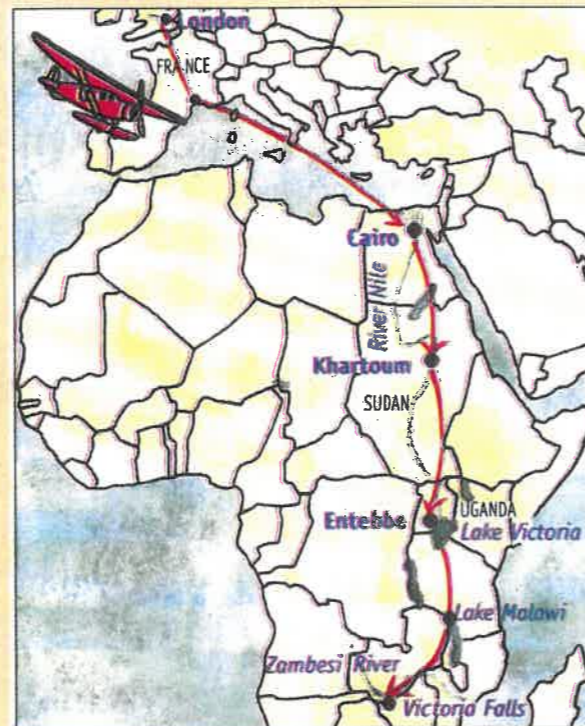 London
FRANCE
Cairo
River Nile
Khartoum
SUDAN
Entebbe
UGANDA
Lake Victoria
Lake Malawi
Zambesi River
Victoria Falls